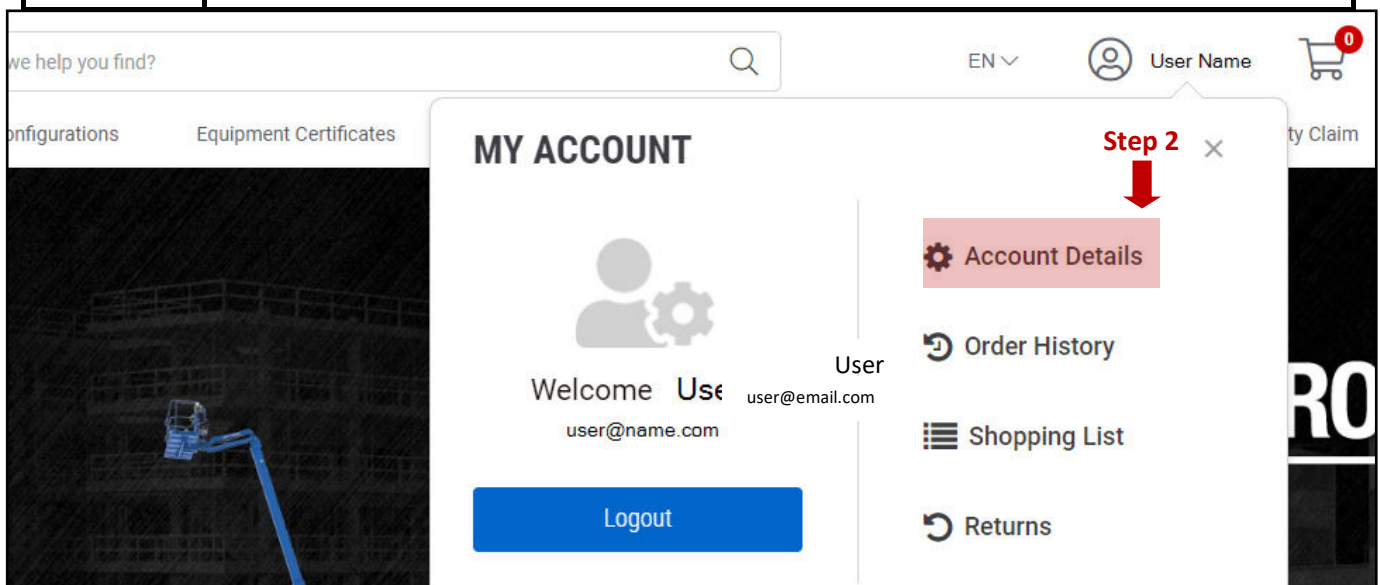 we help you find?
EN
User Name
0
onfigurations
Equipment Certificates
ty Claim
MY ACCOUNT
Step 2
×
Account Details
Order History
User
Welcome Use
user@email.com
user@name.com
Shopping List
Logout
Returns
RO